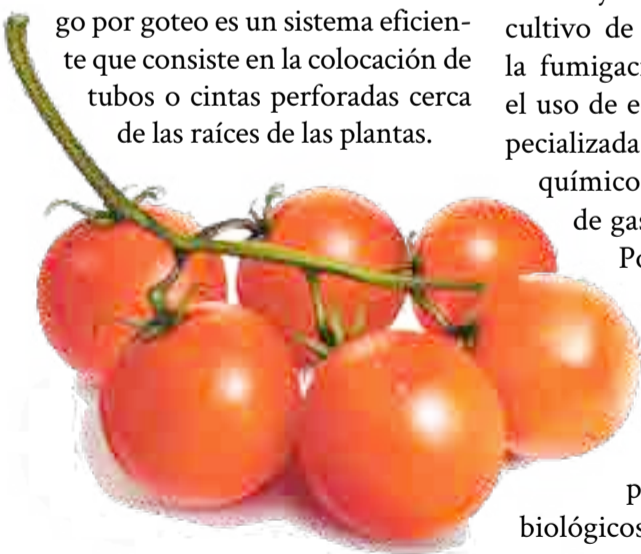 go por goteo es un sistema eficien-
te que consiste en la colocación de
tubos o cintas perforadas cerca
de las raíces de las plantas.
cultivo de
la fumigaci
el uso de e
pecializada
químico
de gas
Po
p
biológicos